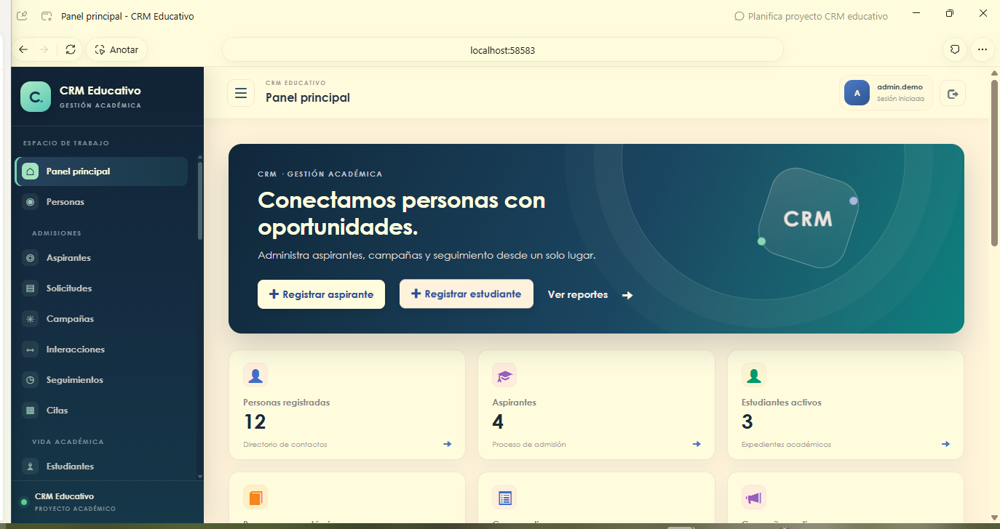 Panel principal - CRM Educativo
Planifica proyecto CRM educativo
Anotar
localhost:58583
C.
CRM Educativo
GESTIÓN ACADÉMICA
ESPACIO DE TRABAJO
Panel principal
Personas
ADMISIONES
Aspirantes
Solicitudes
Campañas
Interacciones
Seguimientos
Citas
VIDA ACADÉMICA
Estudiantes
CRM Educativo
PROYECTO ACADÉMICO
CRM EDUCATIVO
Panel principal
A
admin.demo
Sesión iniciada
CRM · GESTIÓN ACADÉMICA
Conectamos personas con
oportunidades.
Administra aspirantes, campañas y seguimiento desde un solo lugar.
+ Registrar aspirante
+ Registrar estudiante
Ver reportes →
CRM
Personas registradas
12
Directorio de contactos →
Aspirantes
4
Proceso de admisión →
Estudiantes activos
3
Expedientes académicos →